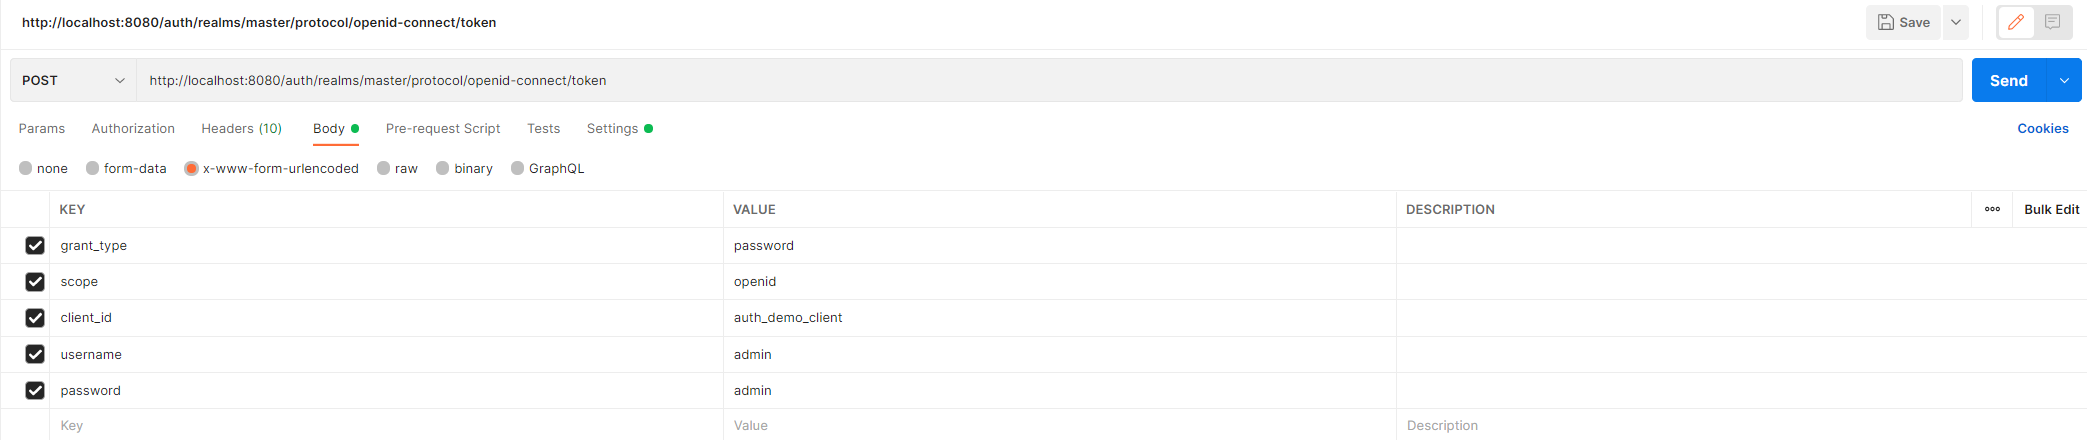 http://localhost:8080/auth/realms/master/protocol/openid-connect/token Save
POST http://localhost:8080/auth/realms/master/protocol/openid-connect/token Send
Params Authorization Headers (10) Body Pre-request Script Tests Settings Cookies
none form-data x-www-form-urlencoded raw binary GraphQL
KEY VALUE DESCRIPTION Bulk Edit
grant_type password
scope openid
client_id auth_demo_client
username admin
password admin
Key Value Description